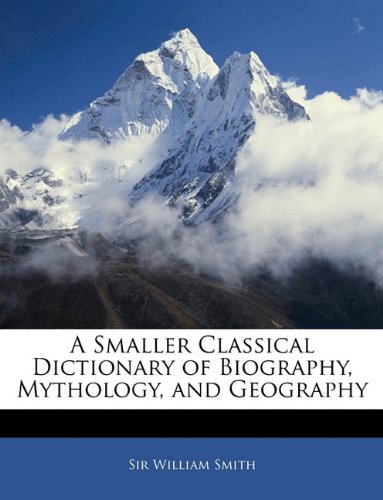 A Smaller Classical
Dictionary of Biography,
Mythology, and Geography
Sir William Smith